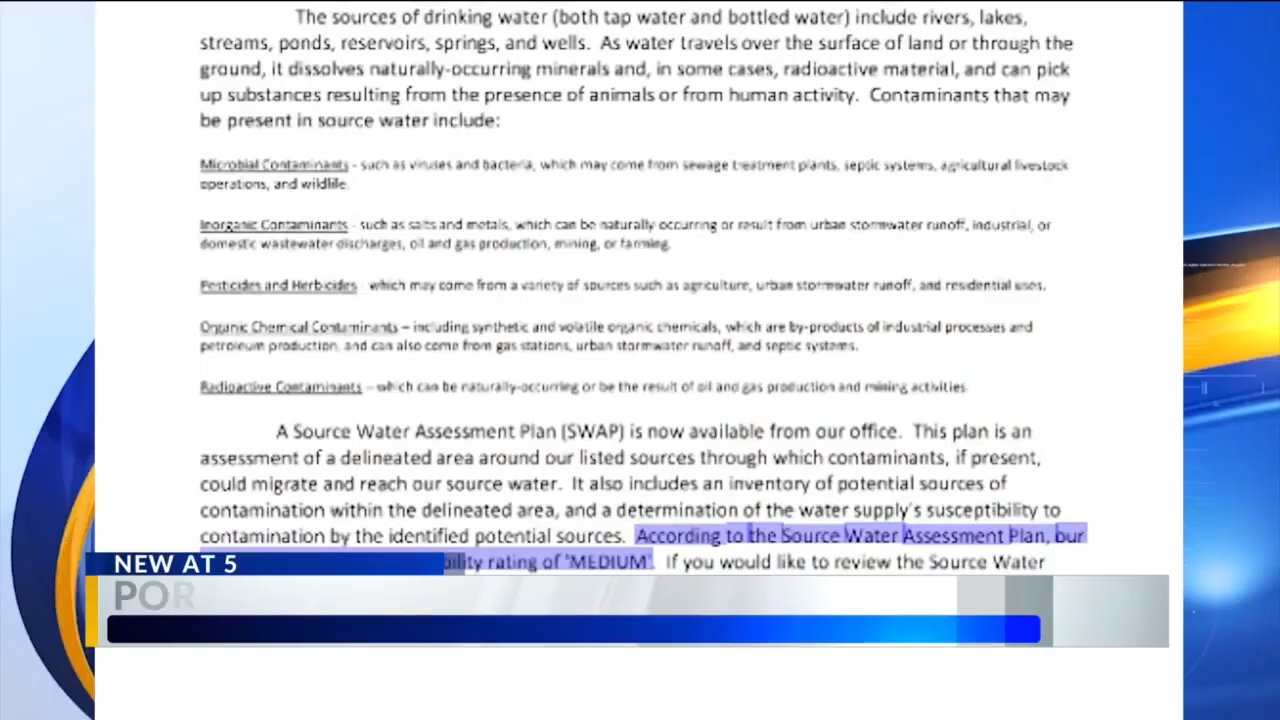 The sources of drinking water (both tap water and bottled water) include rivers, lakes,
streams, ponds, reservoirs, springs, and wells. As water travels over the surface of land or through the
ground, it dissolves naturally-occurring minerals and, in some cases, radioactive material, and can pick
up substances resulting from the presence of animals or from human activity. Contaminants that may
be present in source water include:
Microbial Contaminants - such as viruses and bacteria, which may come from sewage treatment plants, septic systems, agricultural livestock
operations, and wildlife.
Inorganic Contaminants - such as salts and metals, which can be naturally occurring or result from urban stormwater runoff, industrial, or
domestic wastewater discharges, oil and gas production, mining, or farming.
Pesticides and Herbicides - which may come from a variety of sources such as agriculture, urban stormwater runoff, and residential uses.
Organic Chemical Contaminants – including synthetic and volatile organic chemicals, which are by-products of industrial processes and
petroleum production, and can also come from gas stations, urban stormwater runoff, and septic systems.
Radioactive Contaminants – which can be naturally-occurring or be the result of oil and gas production and mining activities.
A Source Water Assessment Plan (SWAP) is now available from our office. This plan is an
assessment of a delineated area around our listed sources through which contaminants, if present,
could migrate and reach our source water. It also includes an inventory of potential sources of
contamination within the delineated area, and a determination of the water supply's susceptibility to
contamination by the identified potential sources. According to the Source Water Assessment Plan, our
bility rating of 'MEDIUM'. If you would like to review the Source Water
NEW AT 5
POR